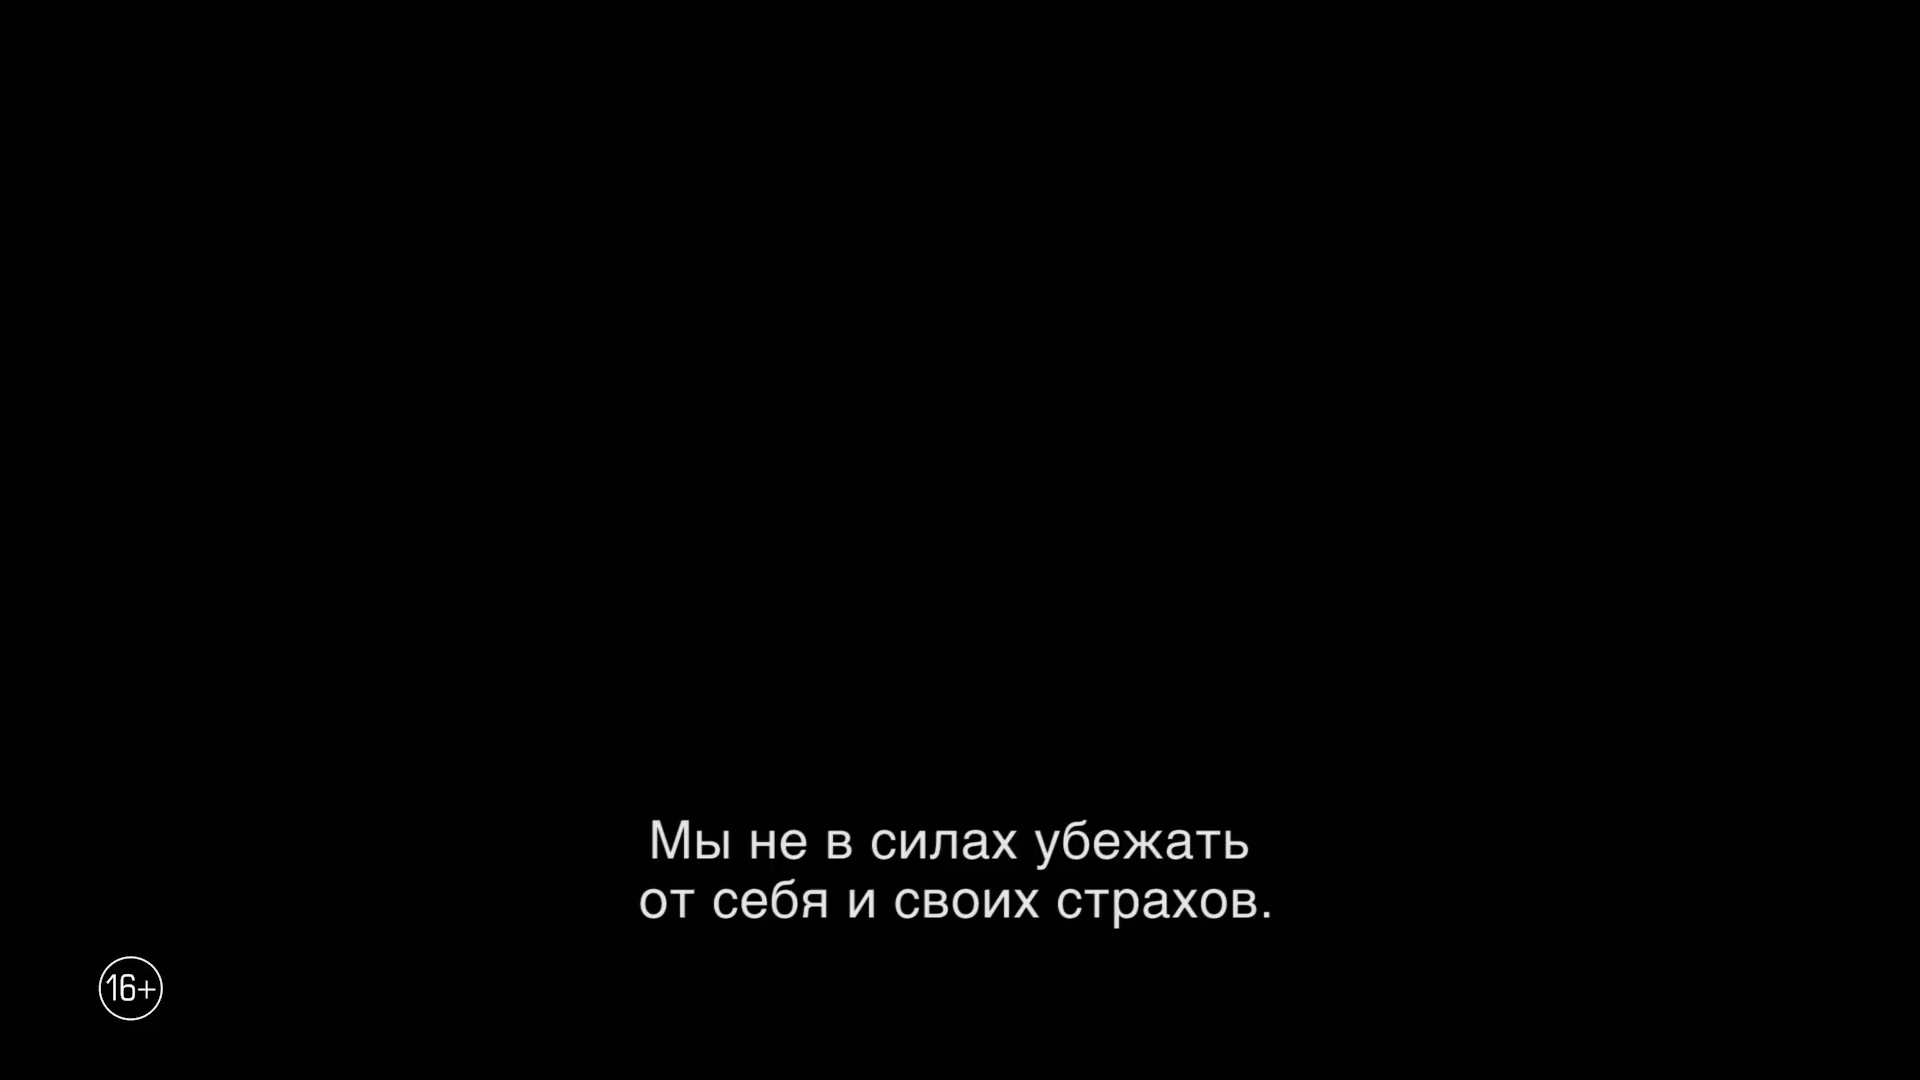 Мы не в силах убежать
от себя и своих страхов.
16+